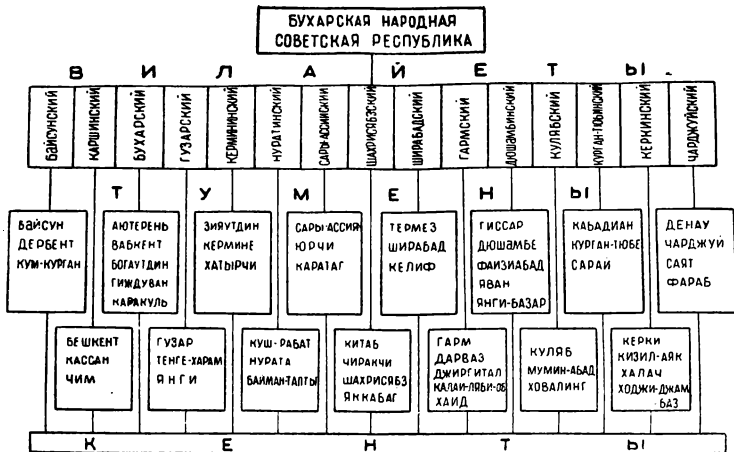 БУХАРСКАЯ НАРОДНАЯ
СОВЕТСКАЯ РЕСПУБЛИКА
ВИЛАЙЕТЫ
БАЙСУНСКИЙ
КАРШИНСКИЙ
БУХАРСКИЙ
ГУЗАРСКИЙ
КЕРМИНИНСКИЙ
НУРАТИНСКИЙ
САРЫ-АССИЙСКИЙ
ШАХРИСЯБЗСКИЙ
ШИРАБАДСКИЙ
ГАРМСКИЙ
ДЮШАМБИНСКИЙ
КУЛЯБСКИЙ
КУРГАН-ТЮБИНСКИЙ
КЕРКИНСКИЙ
ЧАРДЖУЙСКИЙ
ТУМЕНЫ
БАЙСУН
ДЕРБЕНТ
КУМ-КУРГАН
АЮТЕРЕНЬ
ВАБКЕНТ
БОГАУТДИН
ГИЖДУВАН
КАРАКУЛЬ
ЗИЯУТДИН
КЕРМИНЕ
ХАТЫРЧИ
САРЫ-АССИЯ
ЮРЧИ
КАРАТАГ
ТЕРМЕЗ
ШИРАБАД
КЕЛИФ
ГИССАР
ДЮШАМБЕ
ФАИЗИАБАД
ЯВАН
ЯНГИ-БАЗАР
КАБАДИАН
КУРГАН-ТЮБЕ
САРАЙ
ДЕНАУ
ЧАРДЖУЙ
САЯТ
ФАРАБ
БЕШКЕНТ
КАССАН
ЧИМ
ГУЗАР
ТЕНГЕ-ХАРАМ
ЯНГИ
КУШ-РАБАТ
НУРАТА
БАЙМАН-ТАПТЫ
КИТАБ
ЧИРАКЧИ
ШАХРИСЯБЗ
ЯККАБАГ
ГАРМ
ДАРВАЗ
ДЖИРГИТАЛ
КАЛАИ-ЛЯБИ-ОБ
ХАИД
КУЛЯБ
МУМИН-АБАД
ХОВАЛИНГ
КЕРКИ
КИЗИЛ-АЯК
ХАЛАЧ
ХОДЖИ-ДЖАМ
БАЗ
КЕНТЫ